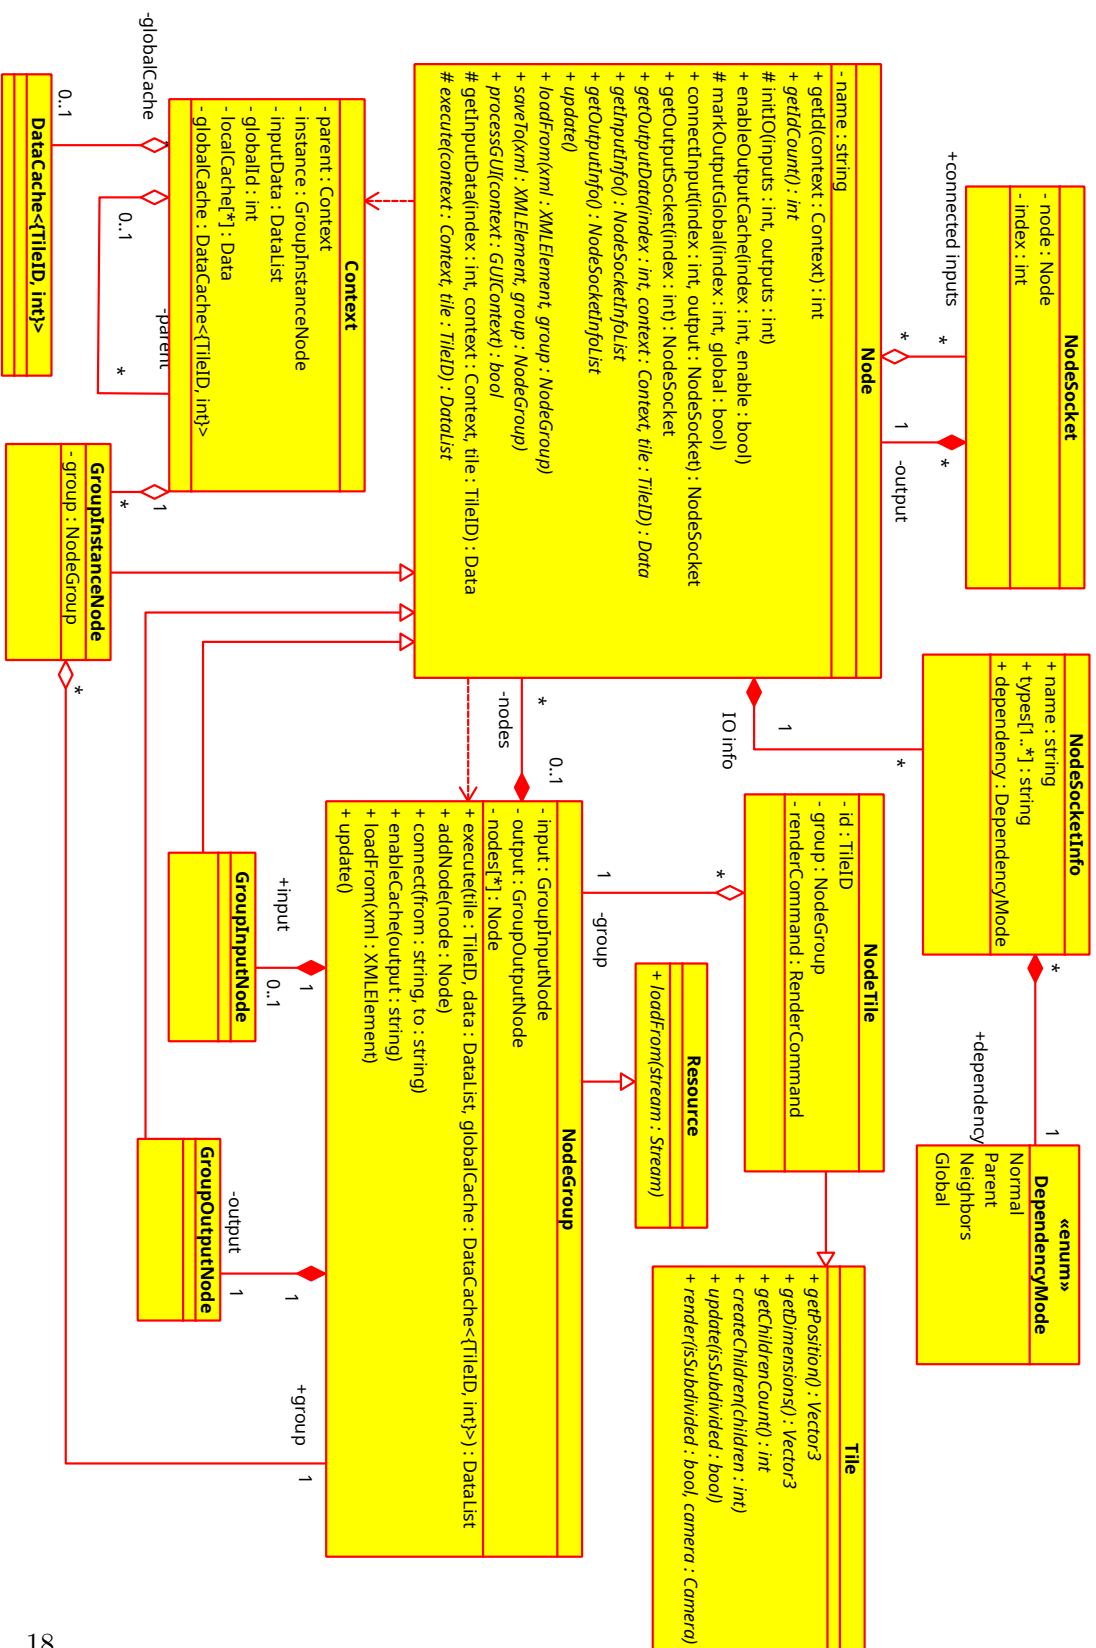 NodeSocket
- node : Node
- index : int
+connected inputs
*
*
1
-output
*
Node
- name : string
+ getId(context : Context) : int
+ getIdCount() : int
# initIO(inputs : int, outputs : int)
+ enableOutputCache(index : int, enable : bool)
# markOutputGlobal(index : int, global : bool)
+ connectInput(index : int, output : NodeSocket) : NodeSocket
+ getOutputSocket(index : int) : NodeSocket
+ getOutputData(index : int, context : Context, tile : TileID) : Data
+ getInputInfo() : NodeSocketInfoList
+ getOutputInfo() : NodeSocketInfoList
+ update()
+ loadFrom(xml : XMLElement, group : NodeGroup)
+ saveTo(xml : XMLElement, group : NodeGroup)
+ processGUI(context : GUIContext) : bool
# getInputData(index : int, context : Context, tile : TileID) : Data
# execute(context : Context, tile : TileID) : DataList
Context
- parent : Context
- instance : GroupInstanceNode
- inputData : DataList
- globalId : int
- localCache[*] : Data
- globalCache : DataCache<{TileID, int}>
-globalCache
0..1
0..1
-parent
*
DataCache<{TileID, int}>
1
*
GroupInstanceNode
- group : NodeGroup
*
NodeSocketInfo
+ name : string
+ types[1..*] : string
+ dependency : DependencyMode
1
IO info
*
*
+dependency
1
«enum»
DependencyMode
Normal
Parent
Neighbors
Global
NodeTile
- id : TileID
- group : NodeGroup
- renderCommand : RenderCommand
*
1
-group
Tile
+ getPosition() : Vector3
+ getDimensions() : Vector3
+ getChildrenCount() : int
+ createChildren(children : int)
+ update(isSubdivided : bool)
+ render(isSubdivided : bool, camera : Camera)
Resource
+ loadFrom(stream : Stream)
*
-nodes
0..1
NodeGroup
- input : GroupInputNode
- output : GroupOutputNode
- nodes[*] : Node
+ execute(tile : TileID, data : DataList, globalCache : DataCache<{TileID, int}>) : DataList
+ addNode(node : Node)
+ connect(from : string, to : string)
+ enableCache(output : string)
+ loadFrom(xml : XMLElement)
+ update()
+input
1
0..1
GroupInputNode
-output
1
1
GroupOutputNode
+group
1
18